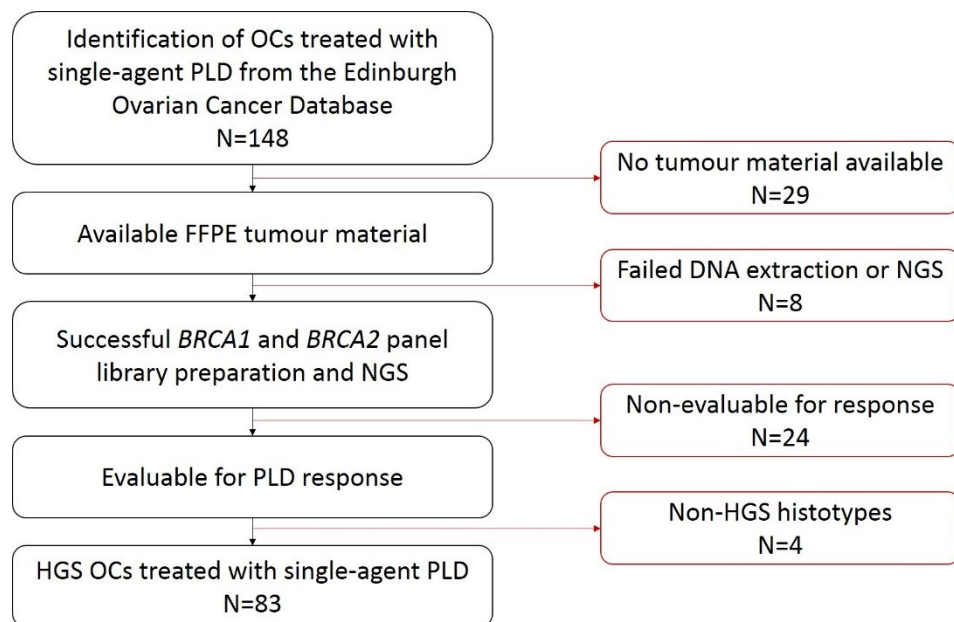 Identification of OCs treated with
single-agent PLD from the Edinburgh
Ovarian Cancer Database
N=148
No tumour material available
N=29
Available FFPE tumour material
Failed DNA extraction or NGS
N=8
Successful BRCA1 and BRCA2 panel
library preparation and NGS
Non-evaluable for response
N=24
Evaluable for PLD response
Non-HGS histotypes
N=4
HGS OCs treated with single-agent PLD
N=83